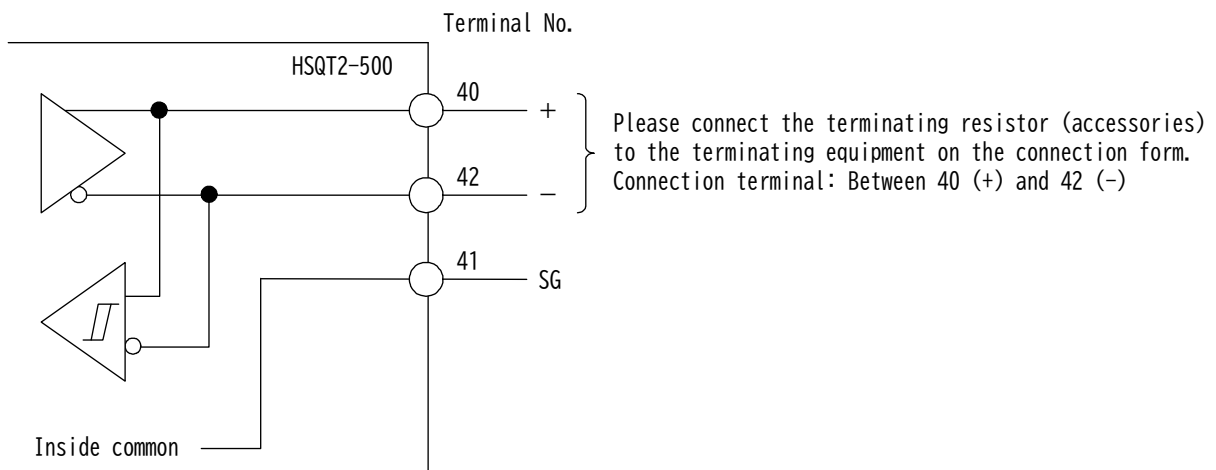 Terminal No.
HSQT2-500
40
+
Please connect the terminating resistor (accessories)
to the terminating equipment on the connection form.
Connection terminal: Between 40 (+) and 42 (-)
42
-
41
SG
Inside common